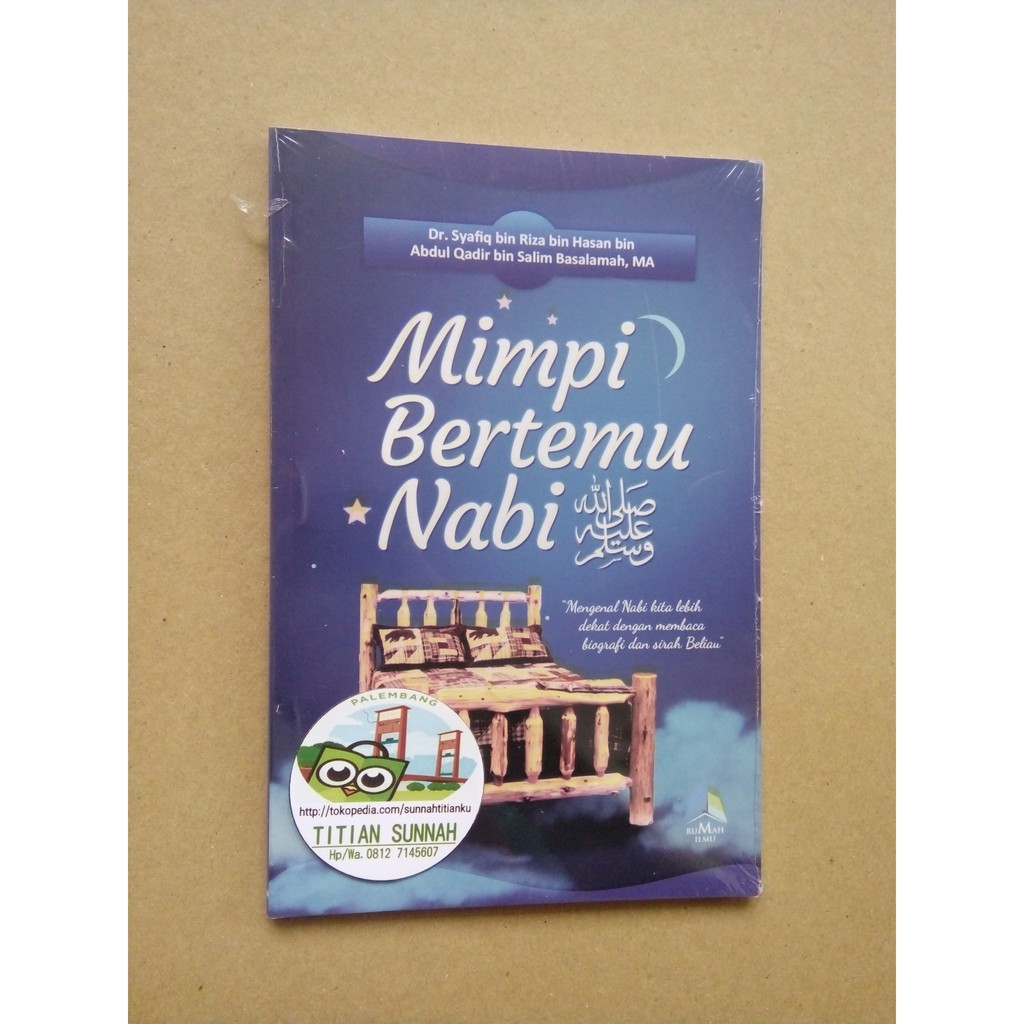 Dr. Syafiq bin Riza bin Hasan bin
Abdul Qadir bin Salim Basalamah, MA
Mimpi
Bertemu
Nabi
صلى الله
عليه
وسلم
"Mengenal Nabi kita lebih
dekat dengan membaca
biografi dan sirah Beliau"
PALEMBANG
http://tokopedia.com/sunnahtitianku
TITIAN SUNNAH
Hp/Wa. 0812 7145607
RUMAH
ILMU